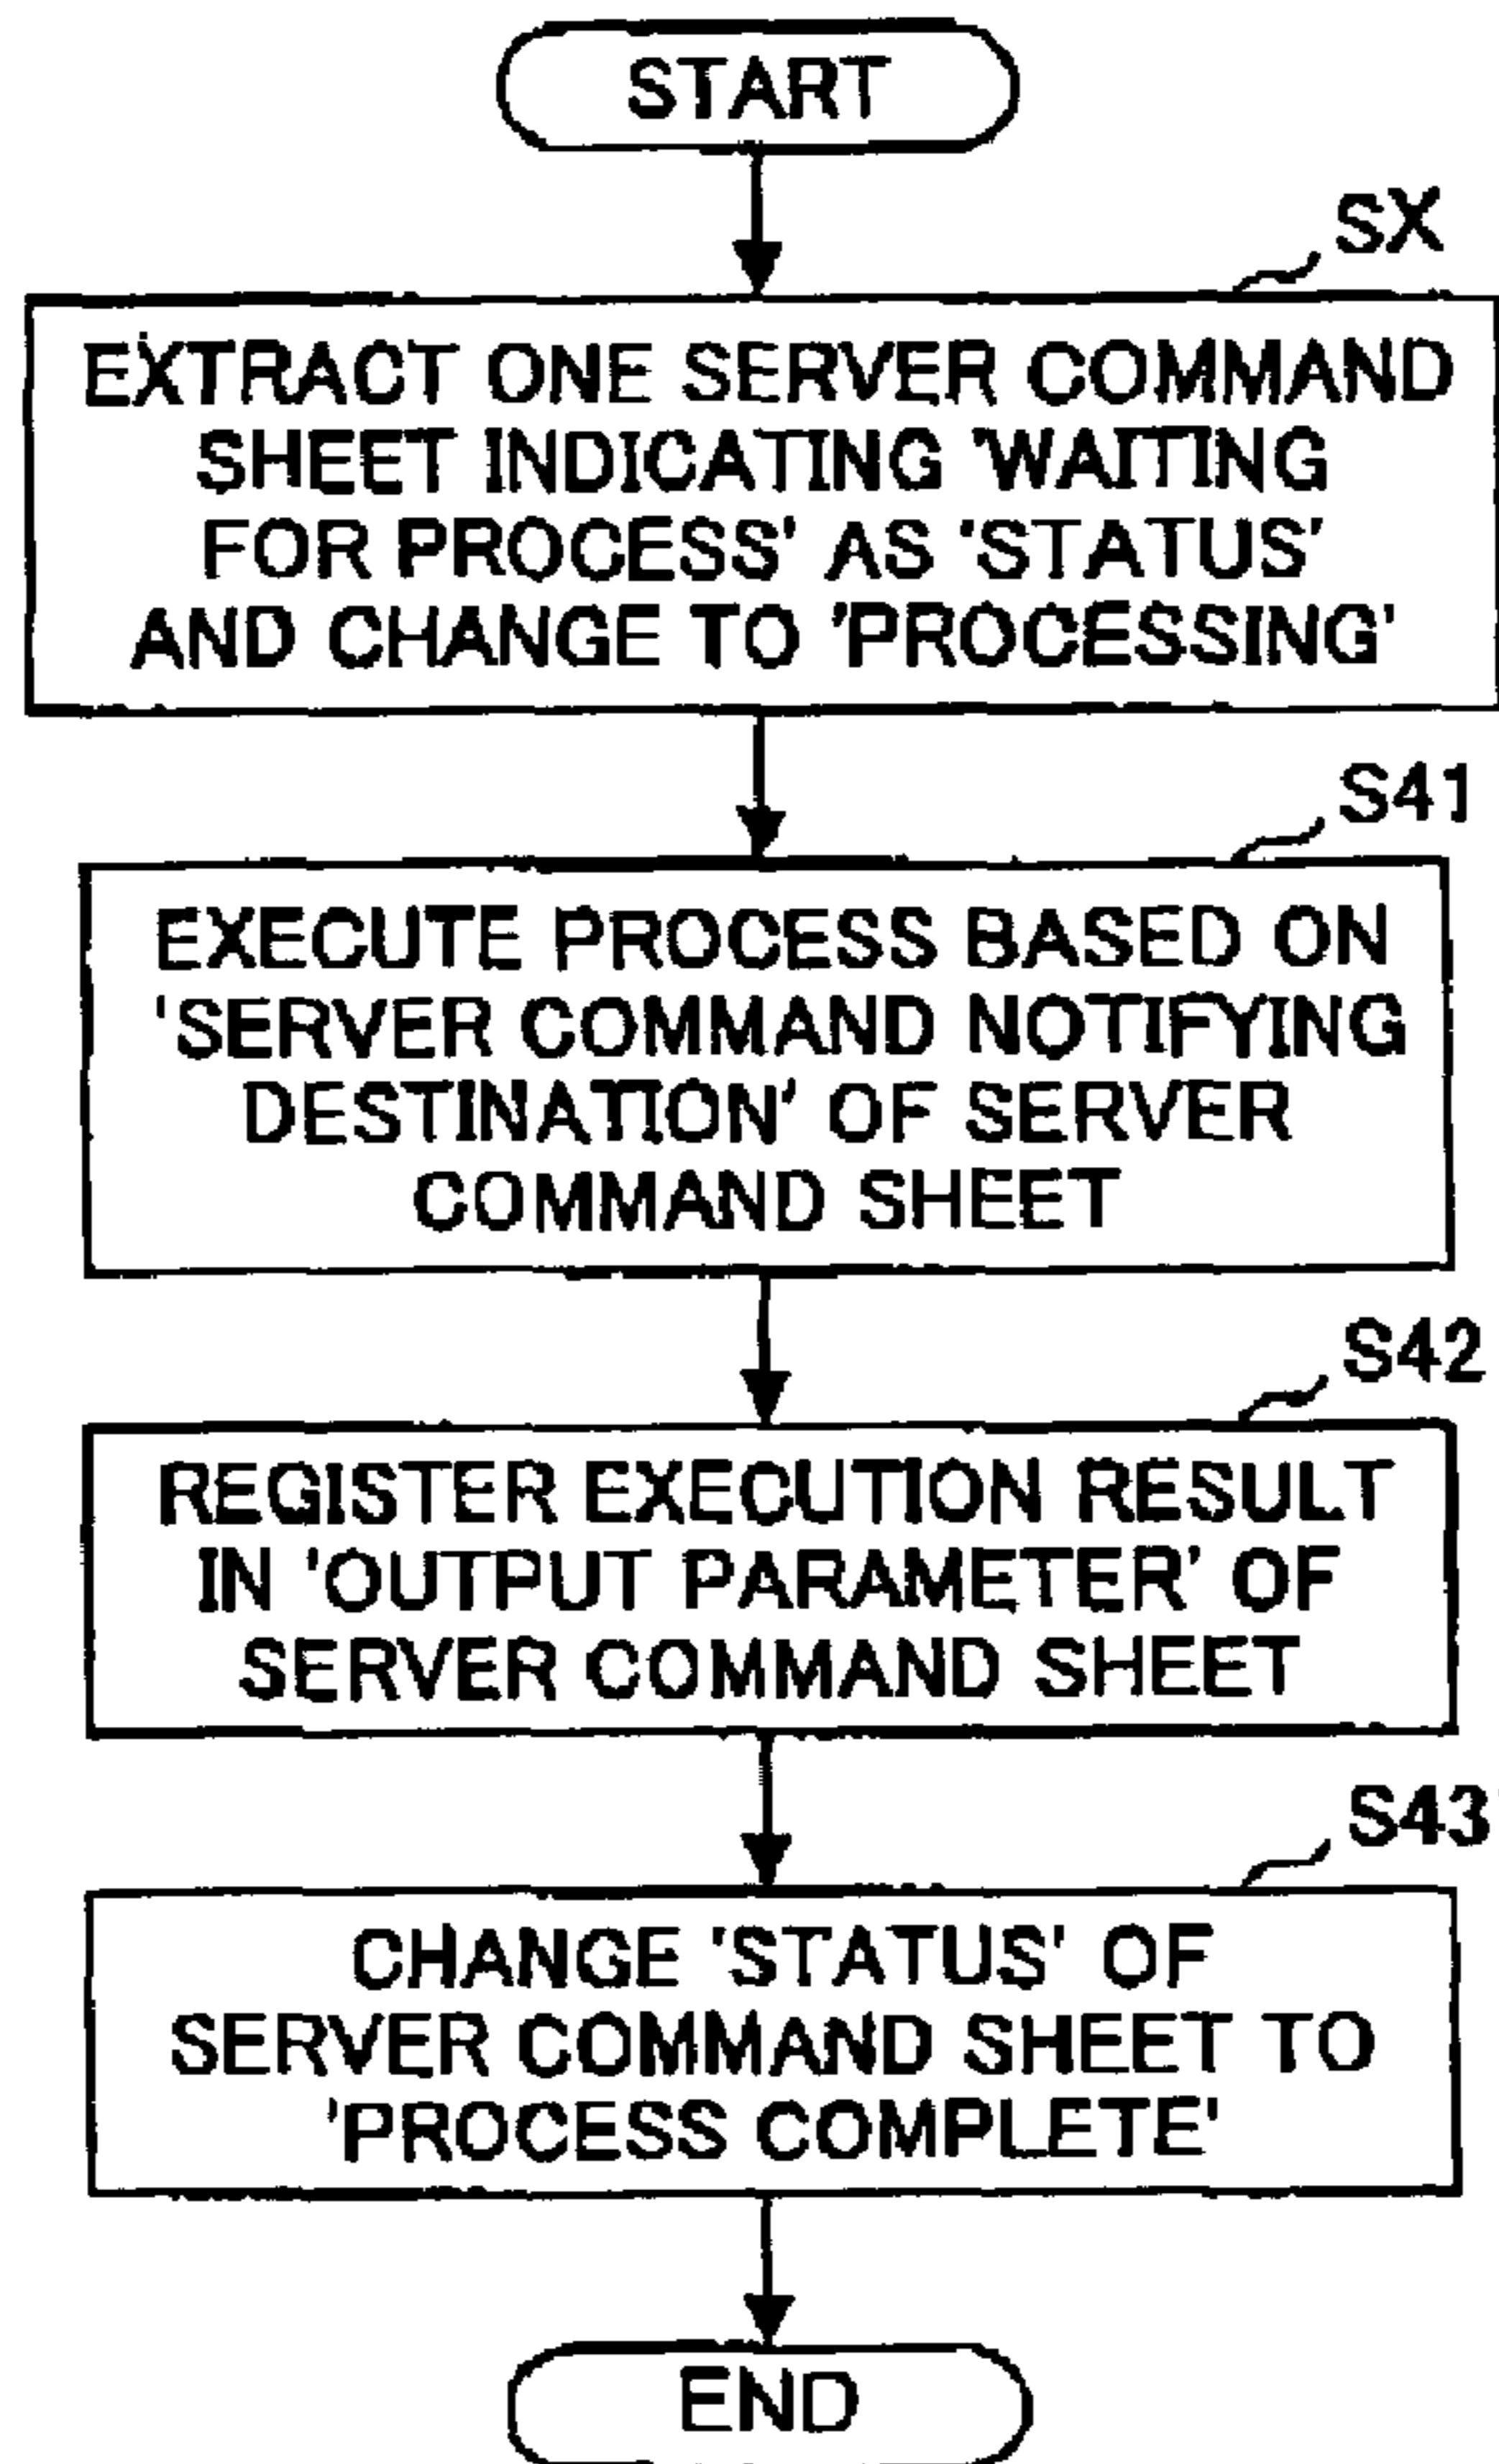 START
SX
EXTRACT ONE SERVER COMMAND
SHEET INDICATING 'WAITING
FOR PROCESS' AS 'STATUS'
AND CHANGE TO 'PROCESSING'
S41
EXECUTE PROCESS BASED ON
'SERVER COMMAND NOTIFYING
DESTINATION' OF SERVER
COMMAND SHEET
S42
REGISTER EXECUTION RESULT
IN 'OUTPUT PARAMETER' OF
SERVER COMMAND SHEET
S43'
CHANGE 'STATUS' OF
SERVER COMMAND SHEET TO
'PROCESS COMPLETE'
END